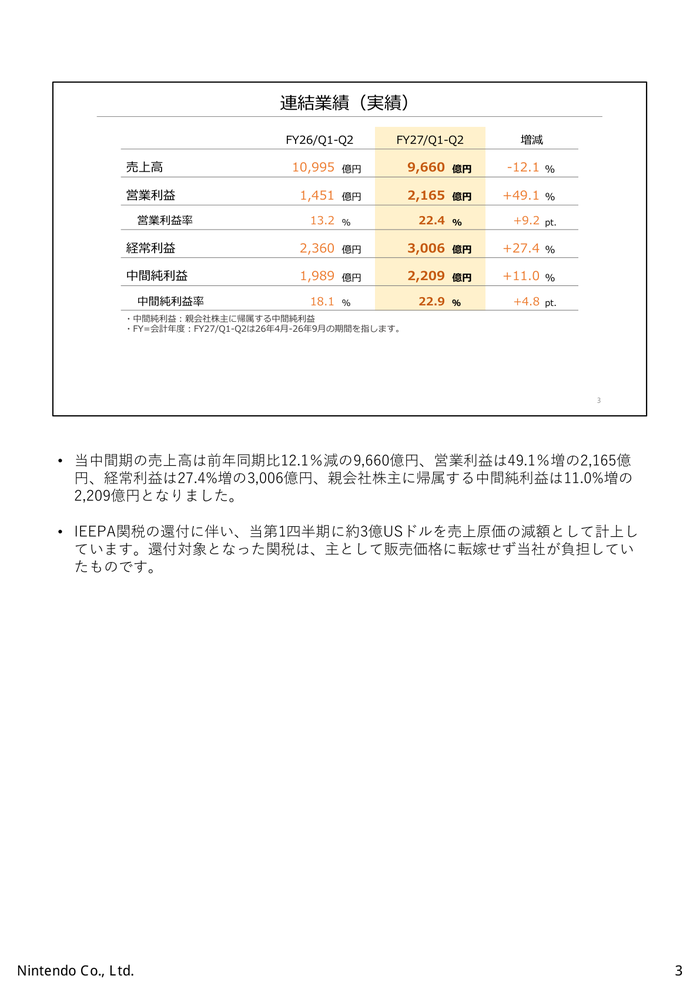 連結業績（実績）
FY26/Q1-Q2 FY27/Q1-Q2 増減
売上高 10,995 億円 9,660 億円 -12.1 %
営業利益 1,451 億円 2,165 億円 +49.1 %
営業利益率 13.2 % 22.4 % +9.2 pt.
経常利益 2,360 億円 3,006 億円 +27.4 %
中間純利益 1,989 億円 2,209 億円 +11.0 %
中間純利益率 18.1 % 22.9 % +4.8 pt.
・中間純利益：親会社株主に帰属する中間純利益
・FY=会計年度：FY27/Q1-Q2は26年4月-26年9月の期間を指します。
3
• 当中間期の売上高は前年同期比12.1％減の9,660億円、営業利益は49.1％増の2,165億
円、経常利益は27.4%増の3,006億円、親会社株主に帰属する中間純利益は11.0%増の
2,209億円となりました。
• IEEPA関税の還付に伴い、当第1四半期に約3億USドルを売上原価の減額として計上し
ています。還付対象となった関税は、主として販売価格に転嫁せず当社が負担してい
たものです。
Nintendo Co., Ltd. 3